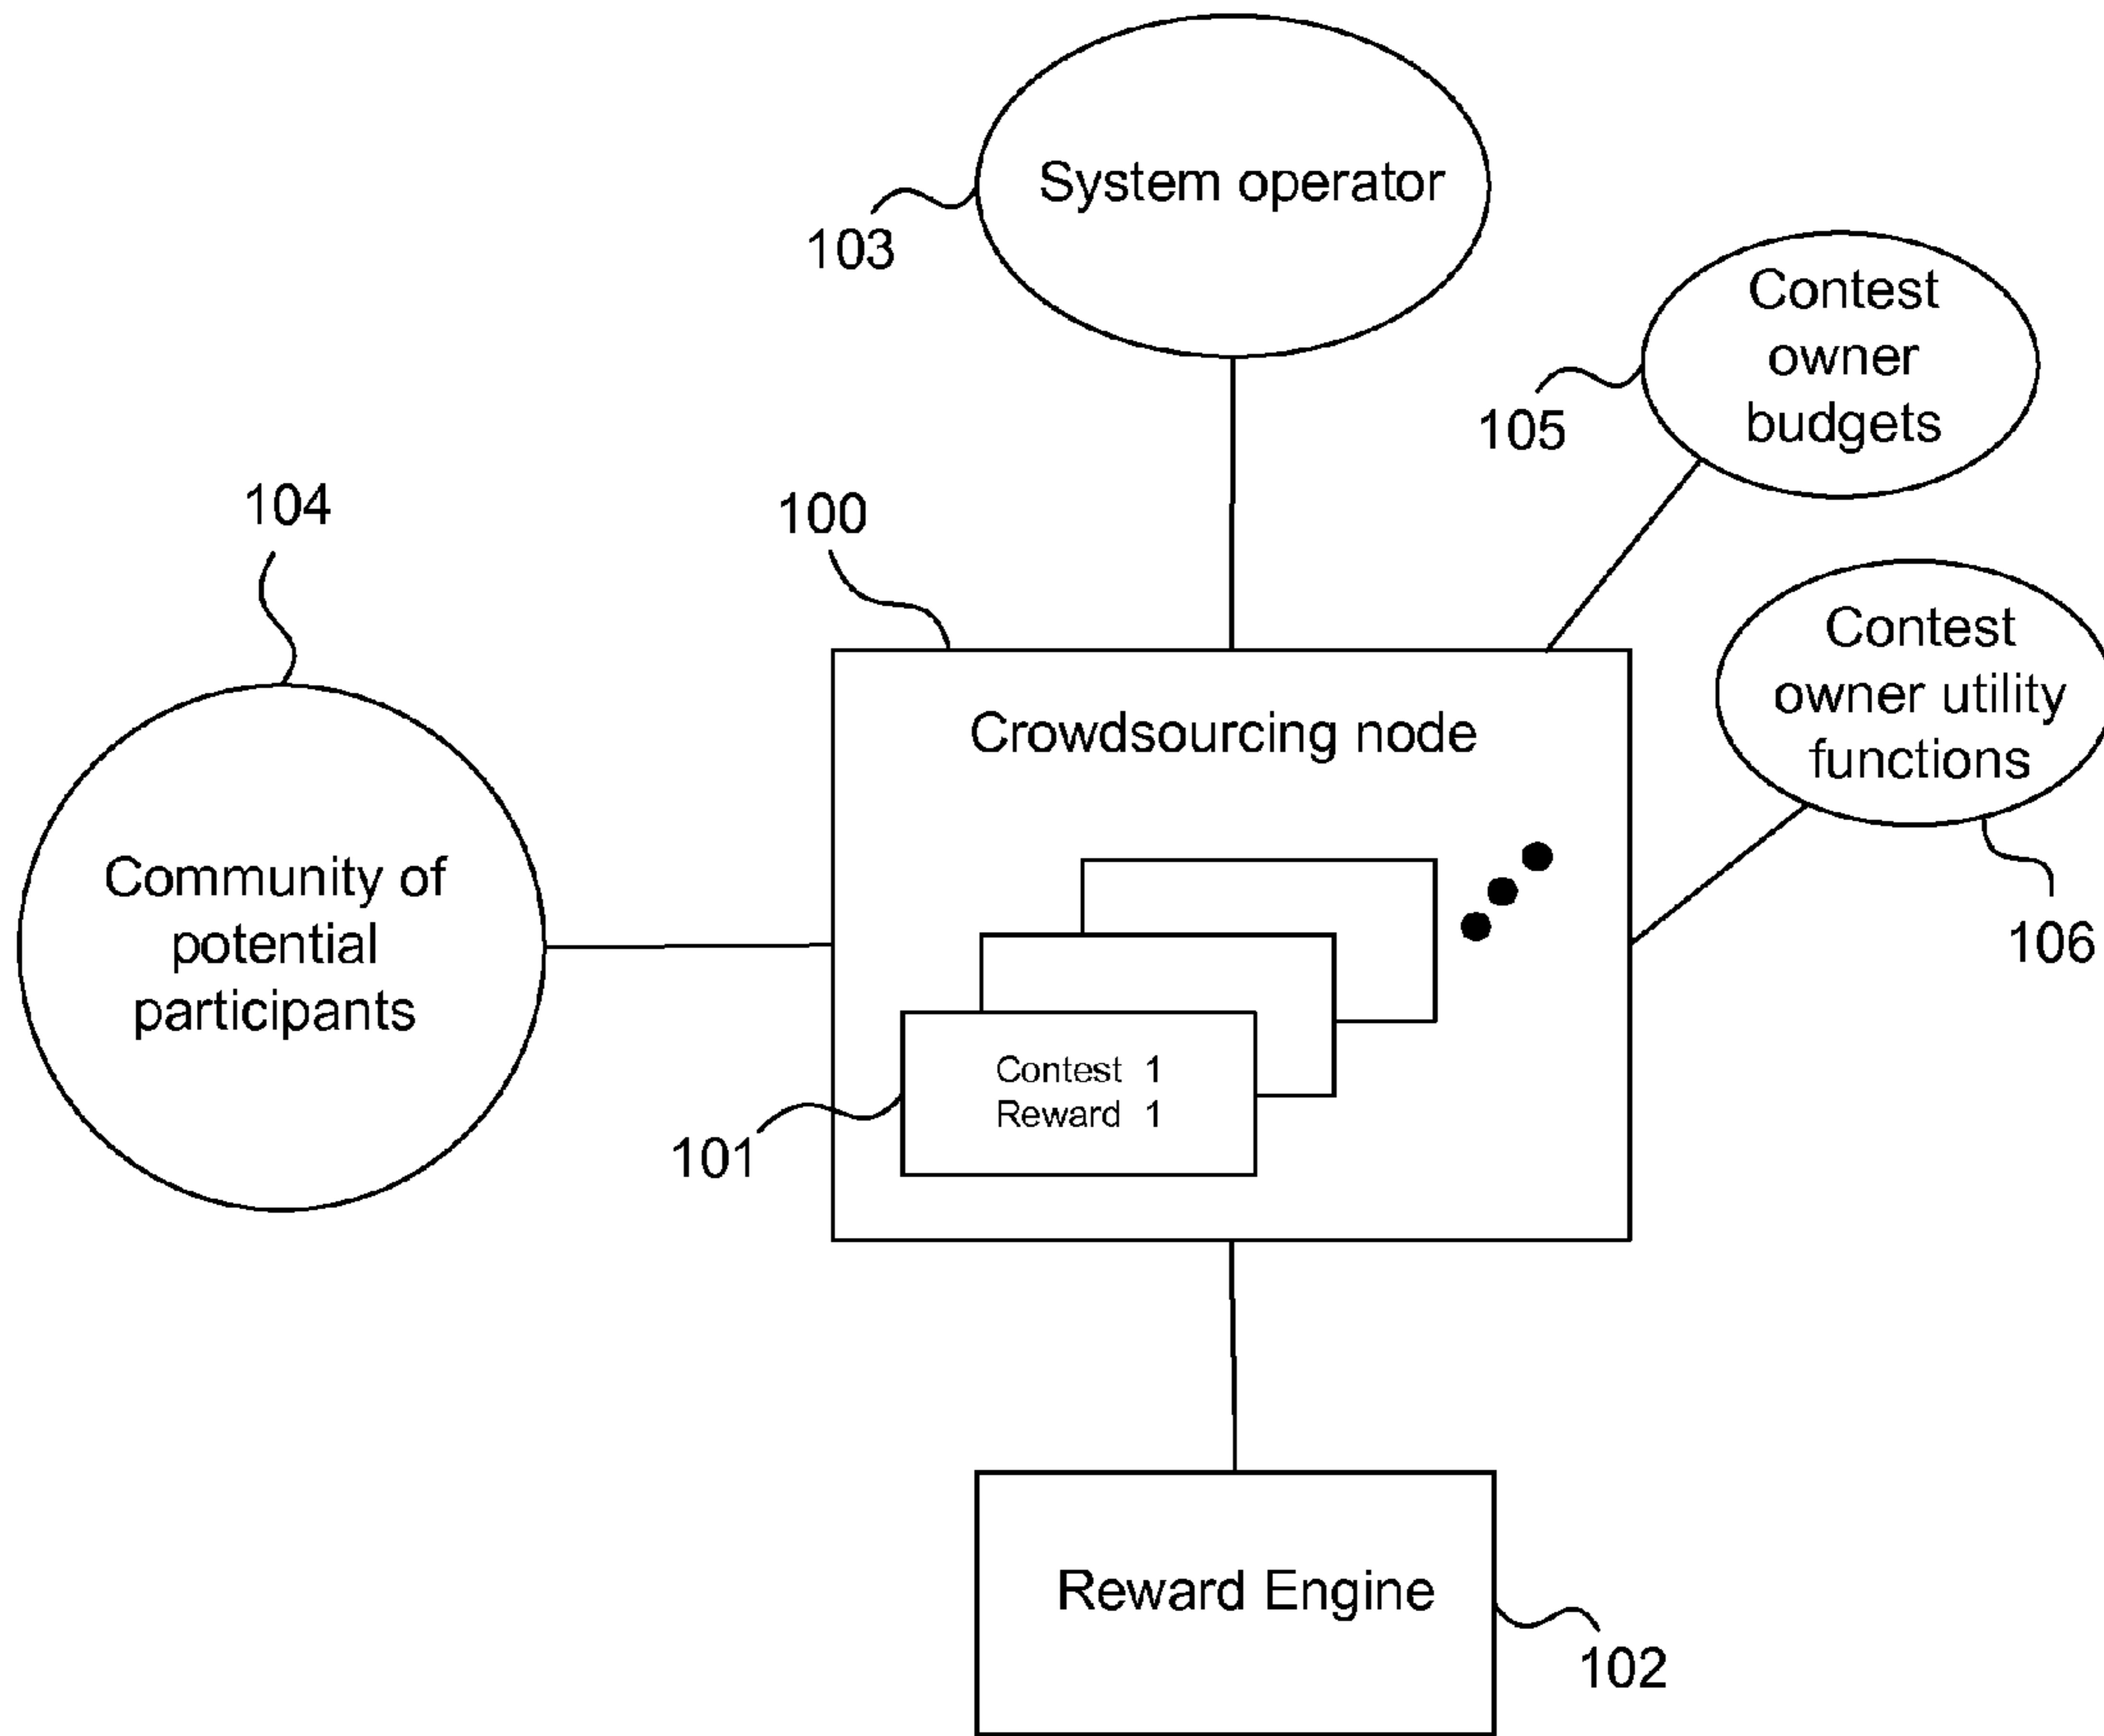 System operator
103
Contest
owner
budgets
105
104
100
Contest
owner utility
functions
106
Crowdsourcing node
Community of
potential
participants
Contest 1
Reward 1
101
Reward Engine
102